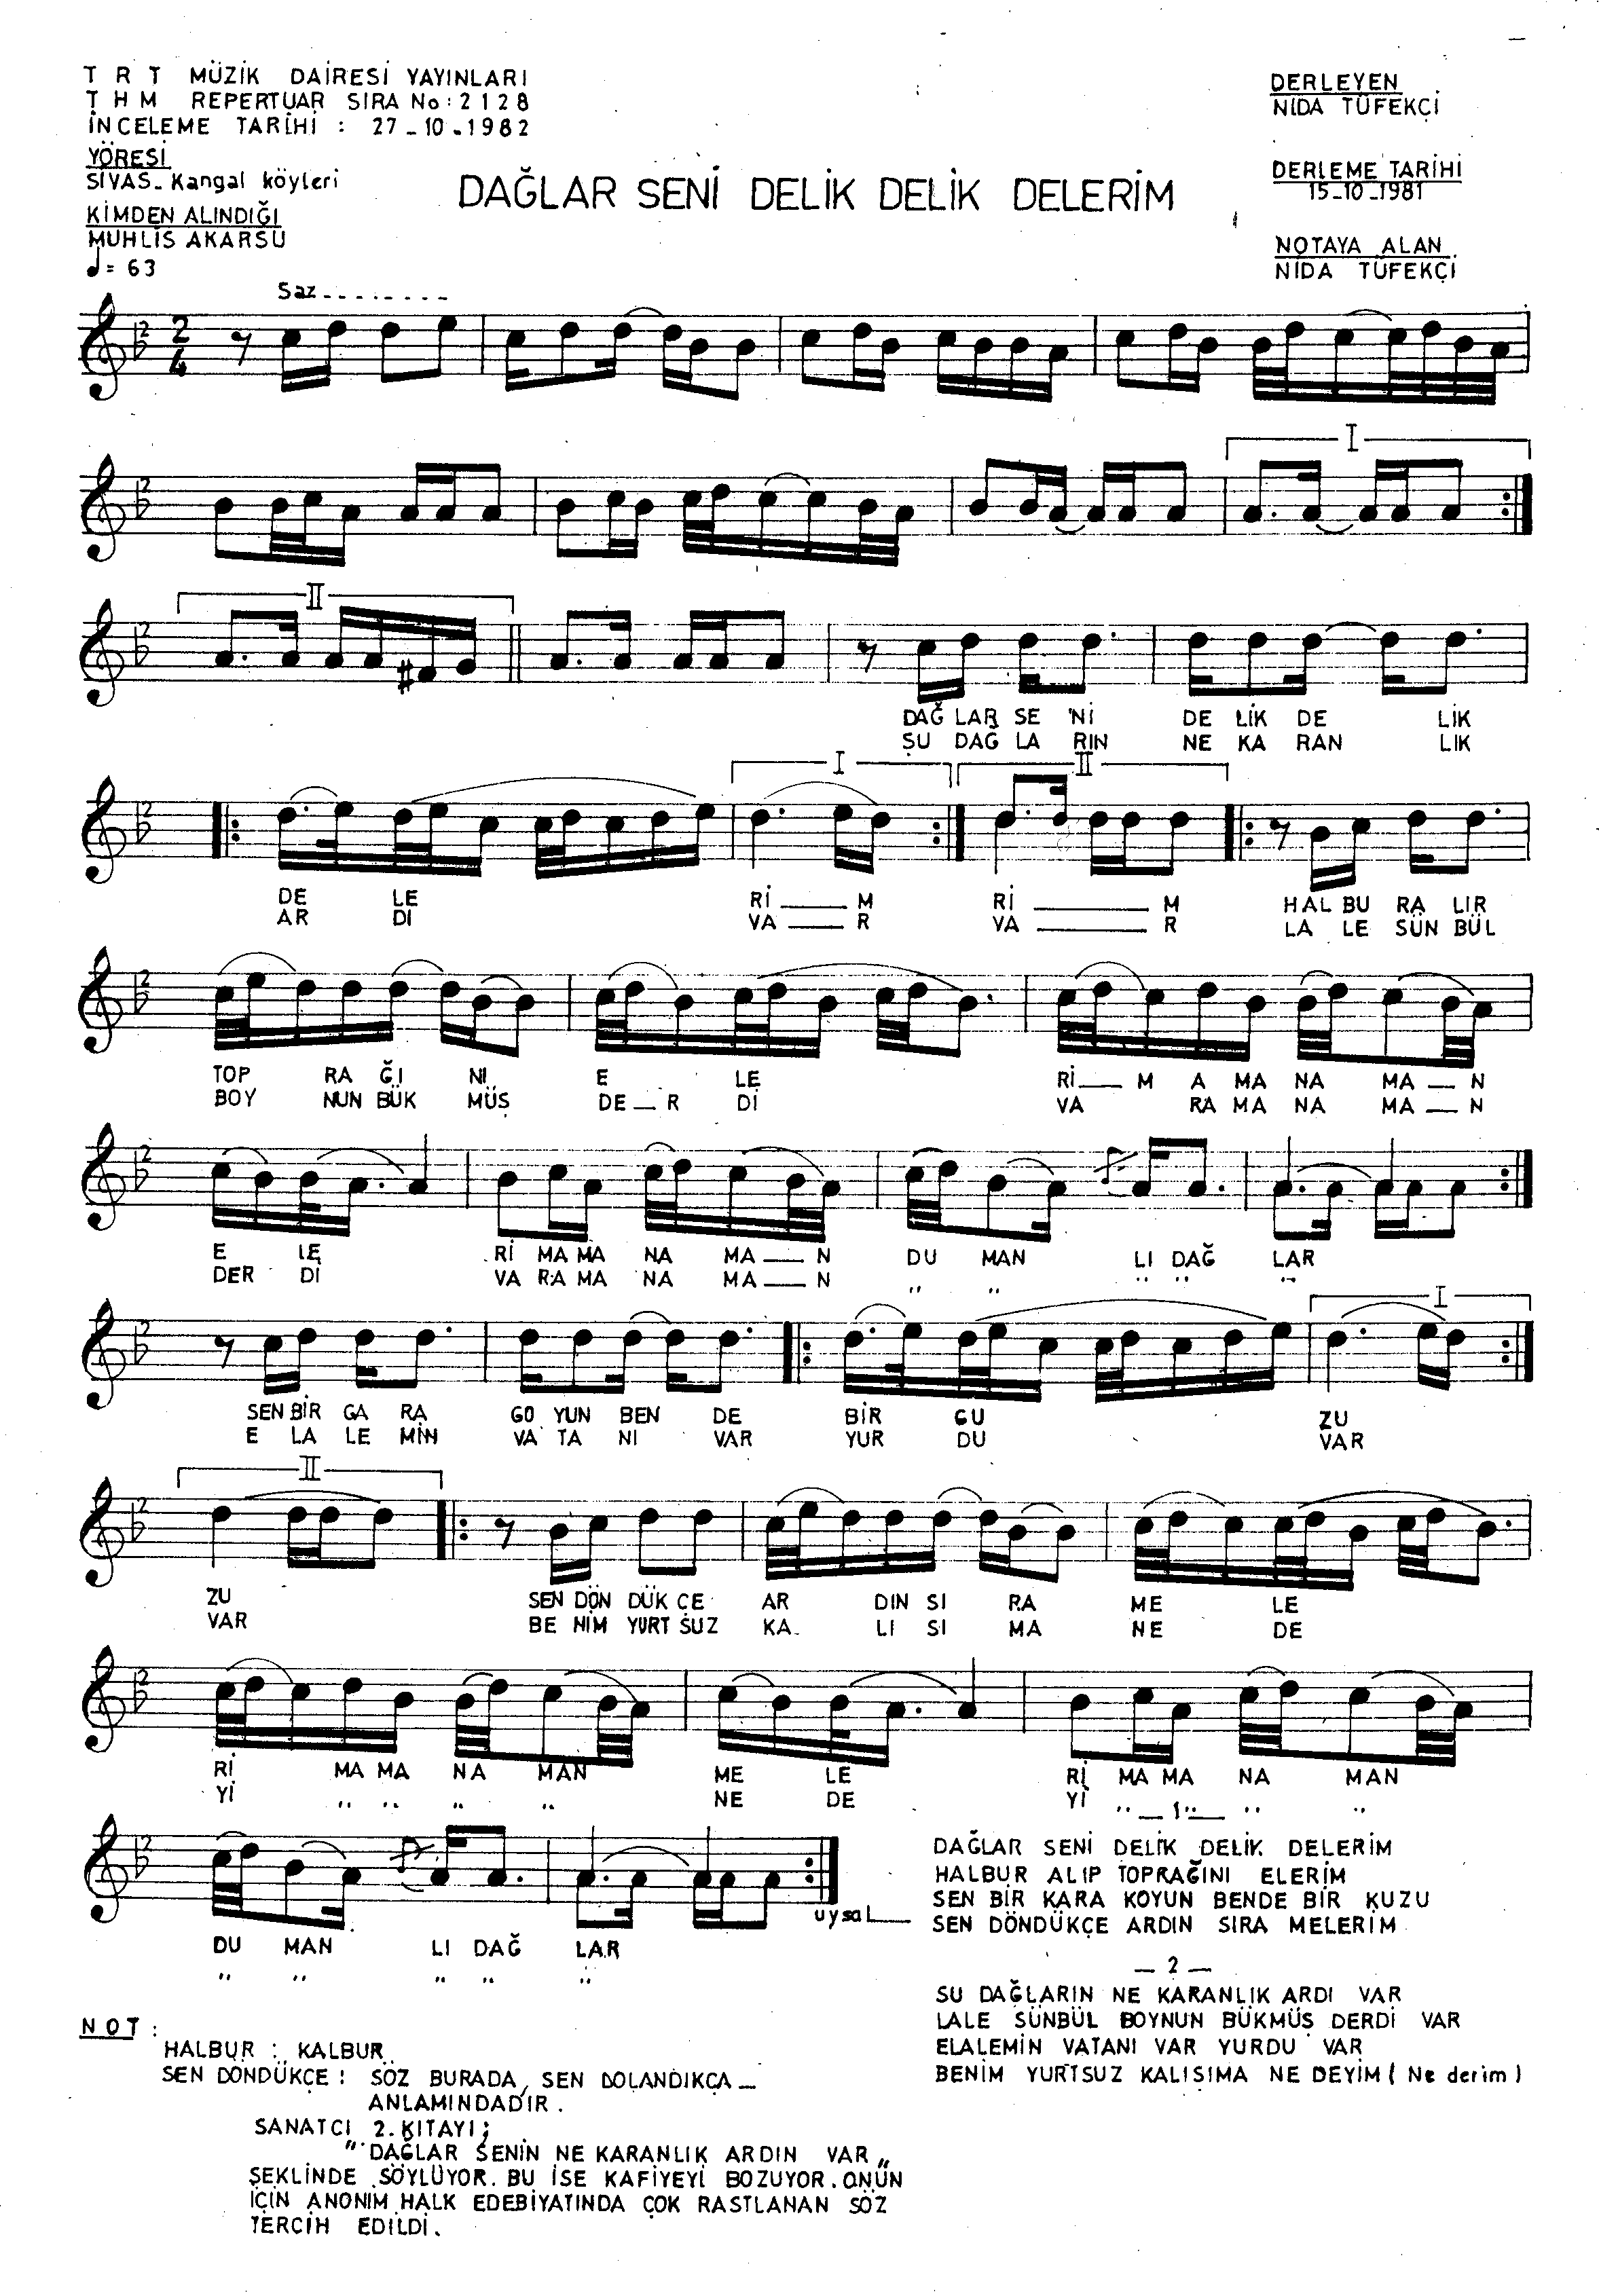 T R T MÜZİK DAİRESİ YAYINLARI
T H M REPERTUAR SIRA No: 2128
İNCELEME TARİHİ : 27-10-1982
YÖRESİ
SİVAS-Kangal köyleri
KİMDEN ALINDIĞI
MUHLİS AKARSU
♩= 63
DAĞLAR SENİ DELİK DELİK DELERİM
DERLEYEN
NİDA TÜFEKÇİ
DERLEME TARİHİ
15-10-1981
NOTAYA ALAN
NİDA TÜFEKÇİ
Saz
2
4
I
II
DAĞ LAR SE Nİ DE LİK DE LİK
ŞU DAĞ LA RIN NE KA RAN LIK
I II
DE LE Rİ — M Rİ — M HAL BU RA LIR
AR DI VA — R VA — R LA LE SÜN BÜL
TOP RA ĞI NI E LE Rİ — M A MA NA MA — N
BOY NUN BÜK MÜŞ DE — R Dİ VA RA MA NA MA — N
E LE Rİ MA MA NA MA — N DU MAN LI DAĞ LAR
DER Dİ VA RA MA NA MA — N ,, ,, ,, ,, ,,
I
SEN BİR GA RA GO YUN BEN DE BİR GU ZU
E LA LE MİN VA TA NI VAR YUR DU VAR
II
ZU SEN DÖN DÜK ÇE AR DIN SI RA ME LE
VAR BE NİM YURT SUZ KA LI SI MA NE DE
Rİ MA MA NA MAN ME LE Rİ MA MA NA MAN
Yİ ,, ,, ,, ,, NE DE Yİ ,, ,, ,, ,,
DU MAN LI DAĞ LAR
,, ,, ,, ,, ,,
uysal
— 1 —
DAĞLAR SENİ DELİK DELİK DELERİM
HALBUR ALIP TOPRAĞINI ELERİM
SEN BİR KARA KOYUN BENDE BİR KUZU
SEN DÖNDÜKÇE ARDIN SIRA MELERİM
— 2 —
SU DAĞLARIN NE KARANLIK ARDI VAR
LALE SÜNBÜL BOYNUN BÜKMÜŞ DERDİ VAR
ELALEMİN VATANI VAR YURDU VAR
BENİM YURTSUZ KALIŞIMA NE DEYİM ( Ne derim )
NOT :
HALBUR : KALBUR
SEN DÖNDÜKÇE : SÖZ BURADA, SEN DOLANDIKÇA —
ANLAMINDADIR.
SANATCI 2. KITAYI;
" DAĞLAR SENİN NE KARANLIK ARDIN VAR "
ŞEKLİNDE SÖYLÜYOR. BU İSE KAFİYEYİ BOZUYOR. ONUN
İÇİN ANONİM HALK EDEBİYATINDA ÇOK RASTLANAN SÖZ
TERCİH EDİLDİ.